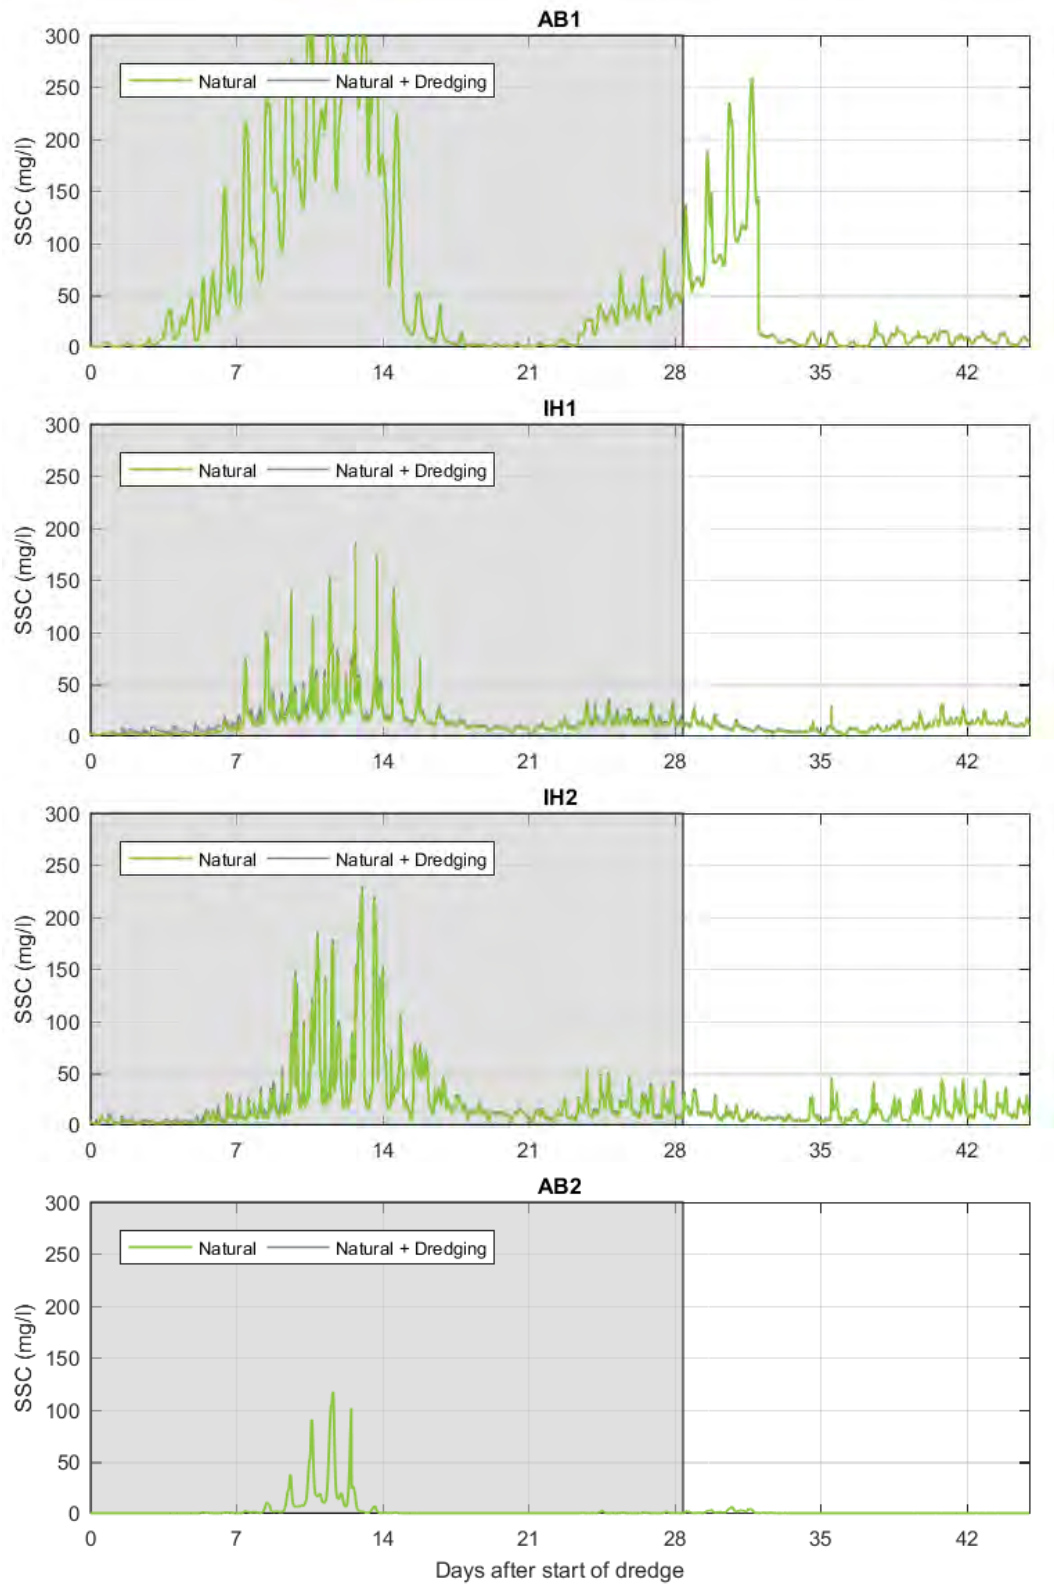 AB1
300
250
200
150
100
50
0
SSC (mg/l)
Natural
Natural + Dredging
0 7 14 21 28 35 42
IH1
300
250
200
150
100
50
0
SSC (mg/l)
Natural
Natural + Dredging
0 7 14 21 28 35 42
IH2
300
250
200
150
100
50
0
SSC (mg/l)
Natural
Natural + Dredging
0 7 14 21 28 35 42
AB2
300
250
200
150
100
50
0
SSC (mg/l)
Natural
Natural + Dredging
0 7 14 21 28 35 42
Days after start of dredge